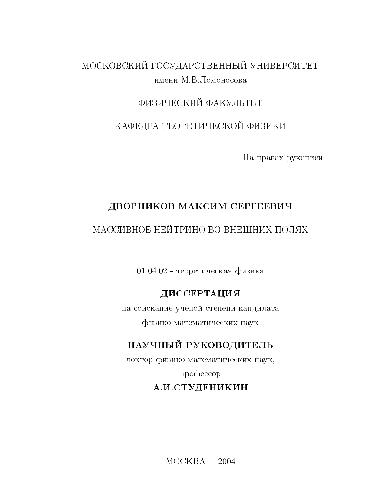 МОСКОВСКИЙ ГОСУДАРСТВЕННЫЙ УНИВЕРСИТЕТ
имени М.В.Ломоносова
ФИЗИЧЕСКИЙ ФАКУЛЬТЕТ
КАФЕДРА ТЕОРЕТИЧЕСКОЙ ФИЗИКИ
На правах рукописи
ДВОРНИКОВ МАКСИМ СЕРГЕЕВИЧ
МАССИВНОЕ НЕЙТРИНО ВО ВНЕШНИХ ПОЛЯХ
01.04.02 - теоретическая физика
ДИССЕРТАЦИЯ
на соискание ученой степени кандидата
физико-математических наук
НАУЧНЫЙ РУКОВОДИТЕЛЬ
доктор физико-математических наук,
профессор
А.И.СТУДЕНИКИН
МОСКВА 2004